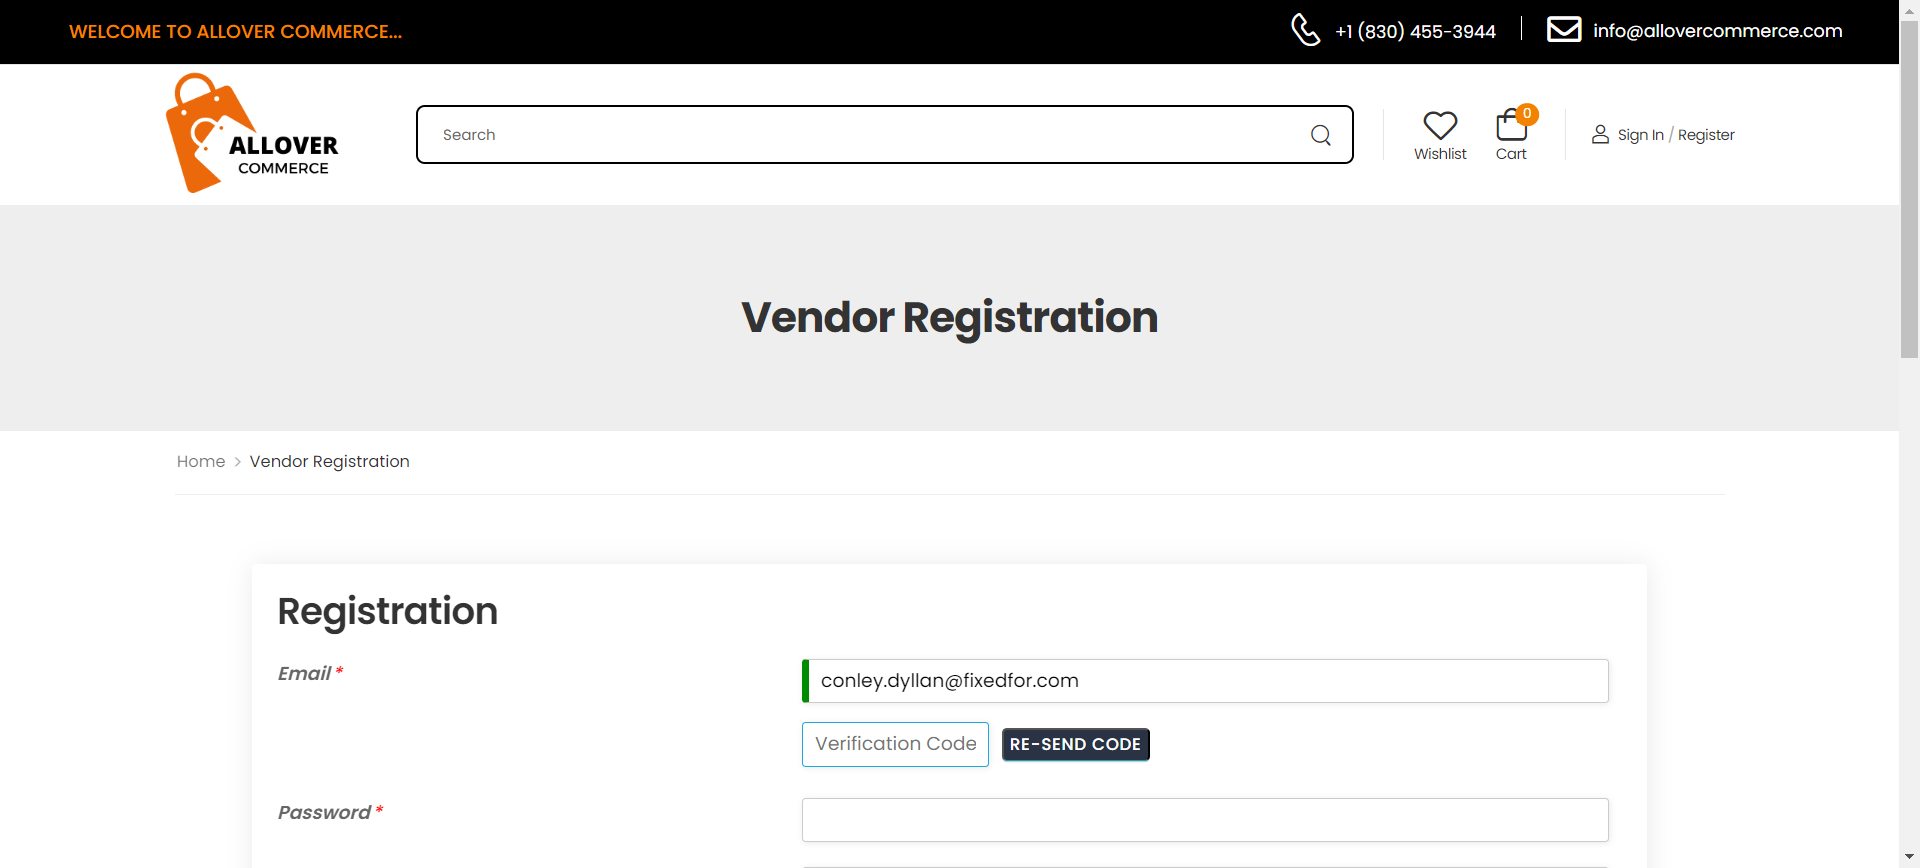 WELCOME TO ALLOVER COMMERCE...
+1 (830) 455-3944
info@allovercommerce.com
ALLOVER
COMMERCE
Search
Wishlist
0
Cart
Sign In / Register
Vendor Registration
Home > Vendor Registration
Registration
Email *
conley.dyllan@fixedfor.com
Verification Code
RE-SEND CODE
Password *